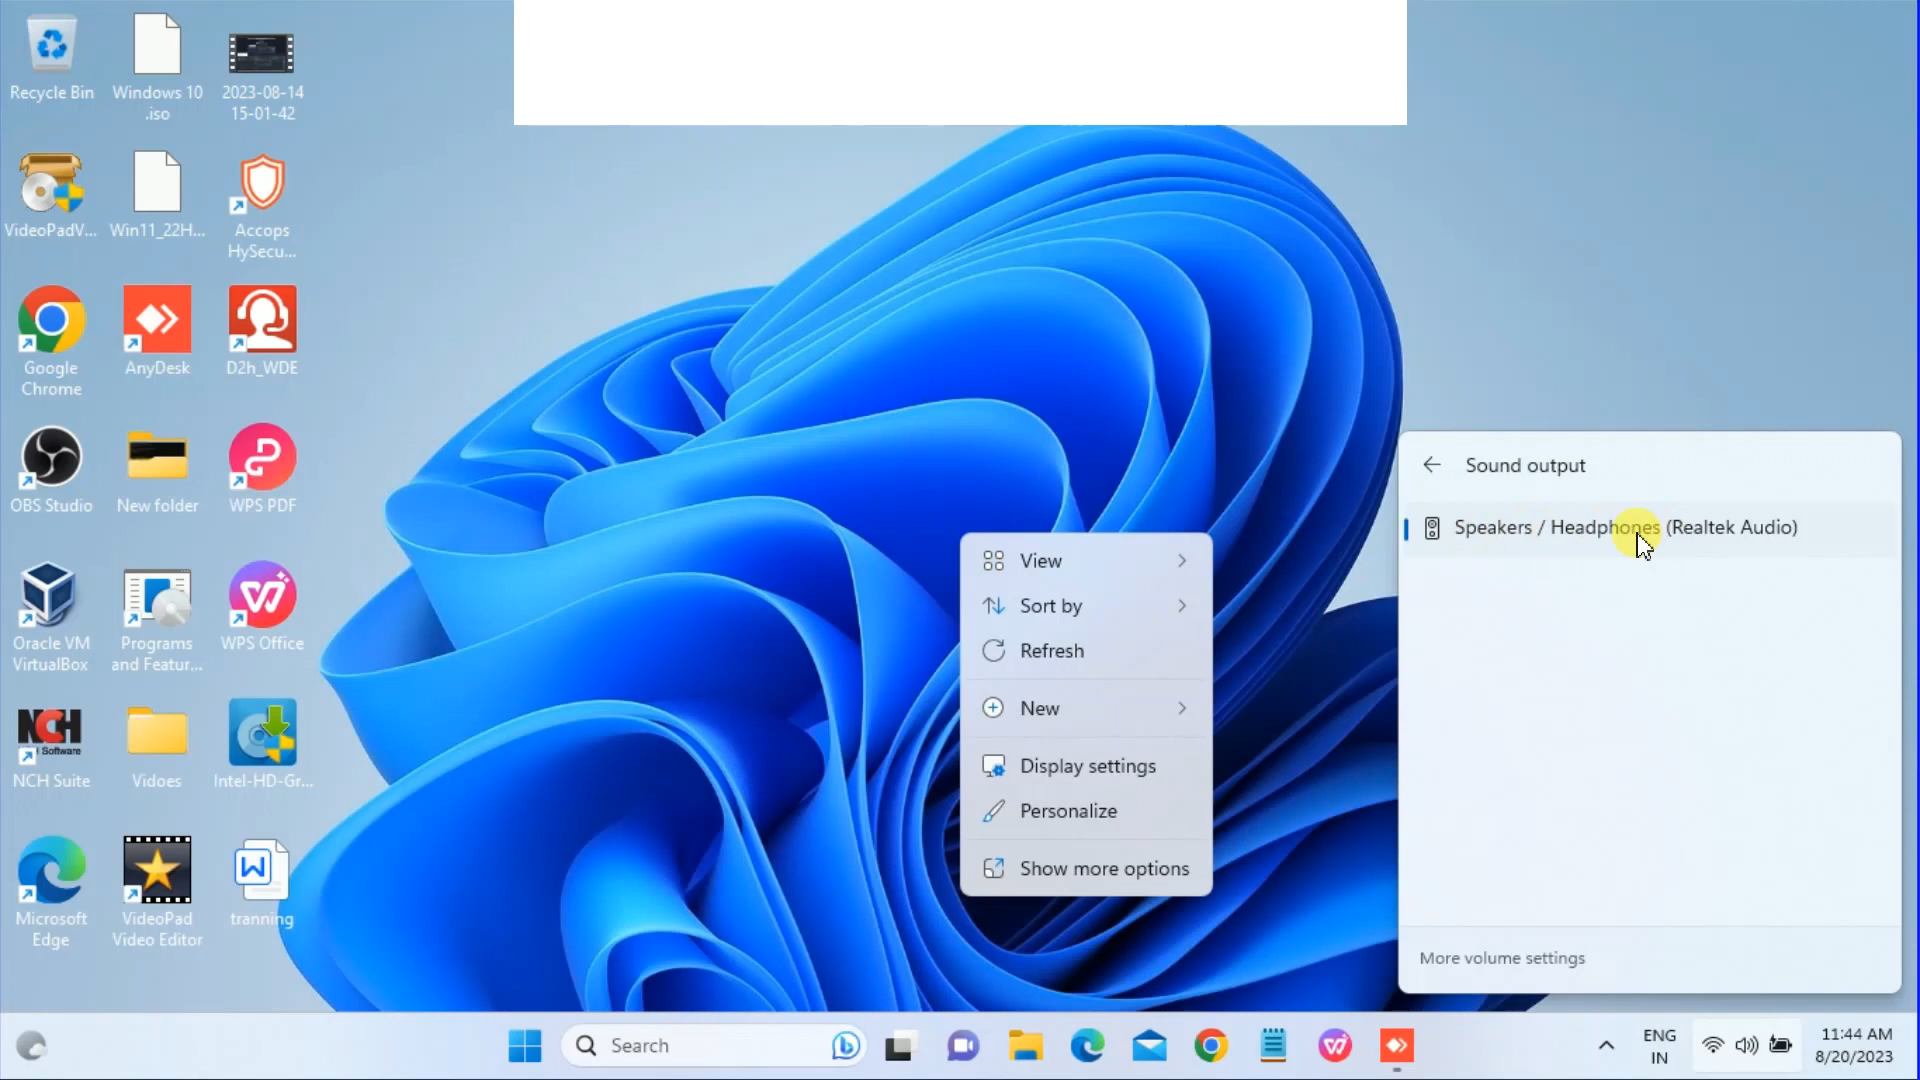 Recycle Bin
Windows 10
.iso
2023-08-14
15-01-42
VideoPadV...
Win11_22H...
Accops
HySecu...
Google
Chrome
AnyDesk
D2h_WDE
OBS Studio
New folder
WPS PDF
Oracle VM
VirtualBox
Programs
and Featur...
WPS Office
NCH
Software
NCH Suite
Vidoes
Intel-HD-Gr...
Microsoft
Edge
VideoPad
Video Editor
W
tranning
View
Sort by
Refresh
New
Display settings
Personalize
Show more options
Sound output
Speakers / Headphones (Realtek Audio)
More volume settings
Search
ENG
IN
11:44 AM
8/20/2023